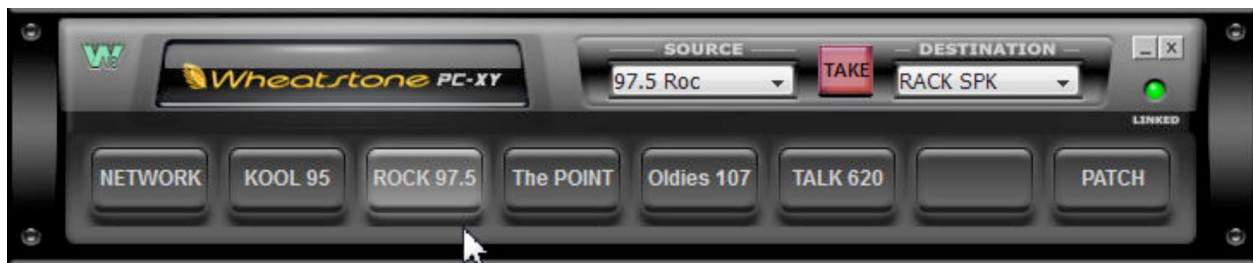 SOURCE
DESTINATION
_ x
W
Wheatstone PC-XY
97.5 Roc
TAKE
RACK SPK
LINKED
NETWORK
KOOL 95
ROCK 97.5
The POINT
Oldies 107
TALK 620
PATCH